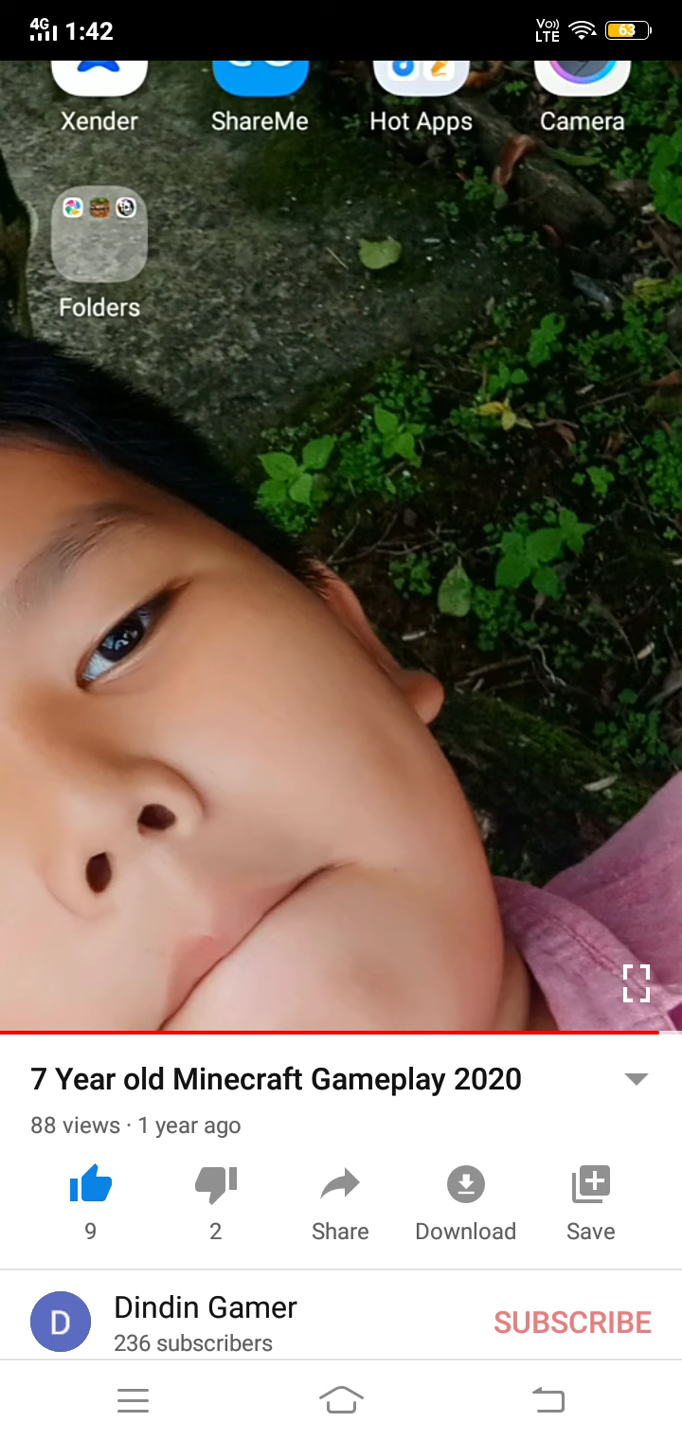 4G 1:42 Vo)) LTE 63
Xender ShareMe Hot Apps Camera
Folders
7 Year old Minecraft Gameplay 2020
88 views · 1 year ago
9 2 Share Download Save
D Dindin Gamer SUBSCRIBE
236 subscribers